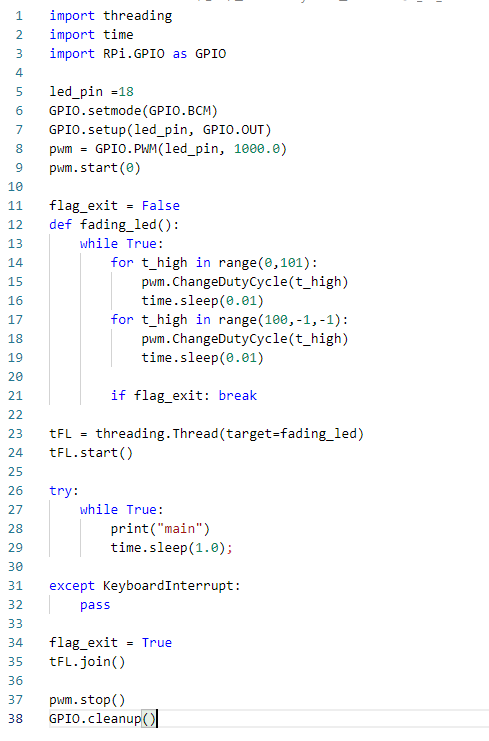 1 import threading
2 import time
3 import RPi.GPIO as GPIO
4
5 led_pin =18
6 GPIO.setmode(GPIO.BCM)
7 GPIO.setup(led_pin, GPIO.OUT)
8 pwm = GPIO.PWM(led_pin, 1000.0)
9 pwm.start(0)
10
11 flag_exit = False
12 def fading_led():
13     while True:
14         for t_high in range(0,101):
15             pwm.ChangeDutyCycle(t_high)
16             time.sleep(0.01)
17         for t_high in range(100,-1,-1):
18             pwm.ChangeDutyCycle(t_high)
19             time.sleep(0.01)
20
21         if flag_exit: break
22
23 tFL = threading.Thread(target=fading_led)
24 tFL.start()
25
26 try:
27     while True:
28         print("main")
29         time.sleep(1.0);
30
31 except KeyboardInterrupt:
32     pass
33
34 flag_exit = True
35 tFL.join()
36
37 pwm.stop()
38 GPIO.cleanup()